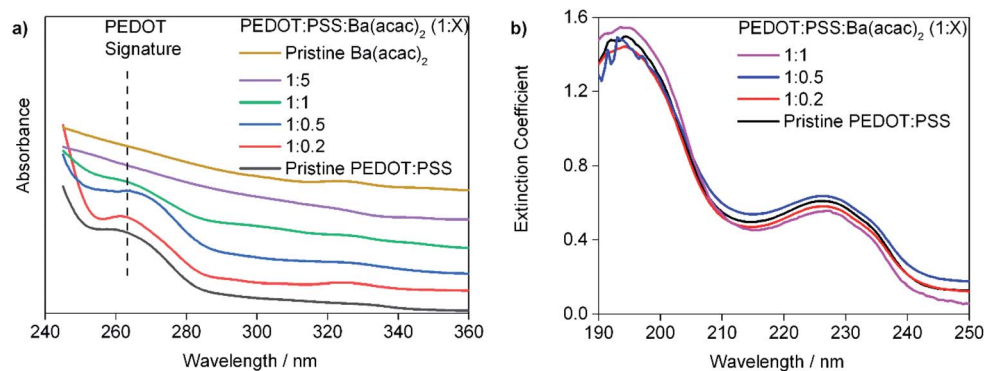 a)
PEDOT
Signature
PEDOT:PSS:Ba(acac)₂ (1:X)
Pristine Ba(acac)₂
1:5
1:1
1:0.5
1:0.2
Pristine PEDOT:PSS
Absorbance
240 260 280 300 320 340 360
Wavelength / nm
b)
PEDOT:PSS:Ba(acac)₂ (1:X)
1:1
1:0.5
1:0.2
Pristine PEDOT:PSS
Extinction Coefficient
1.6
1.2
0.8
0.4
0.0
190 200 210 220 230 240 250
Wavelength / nm